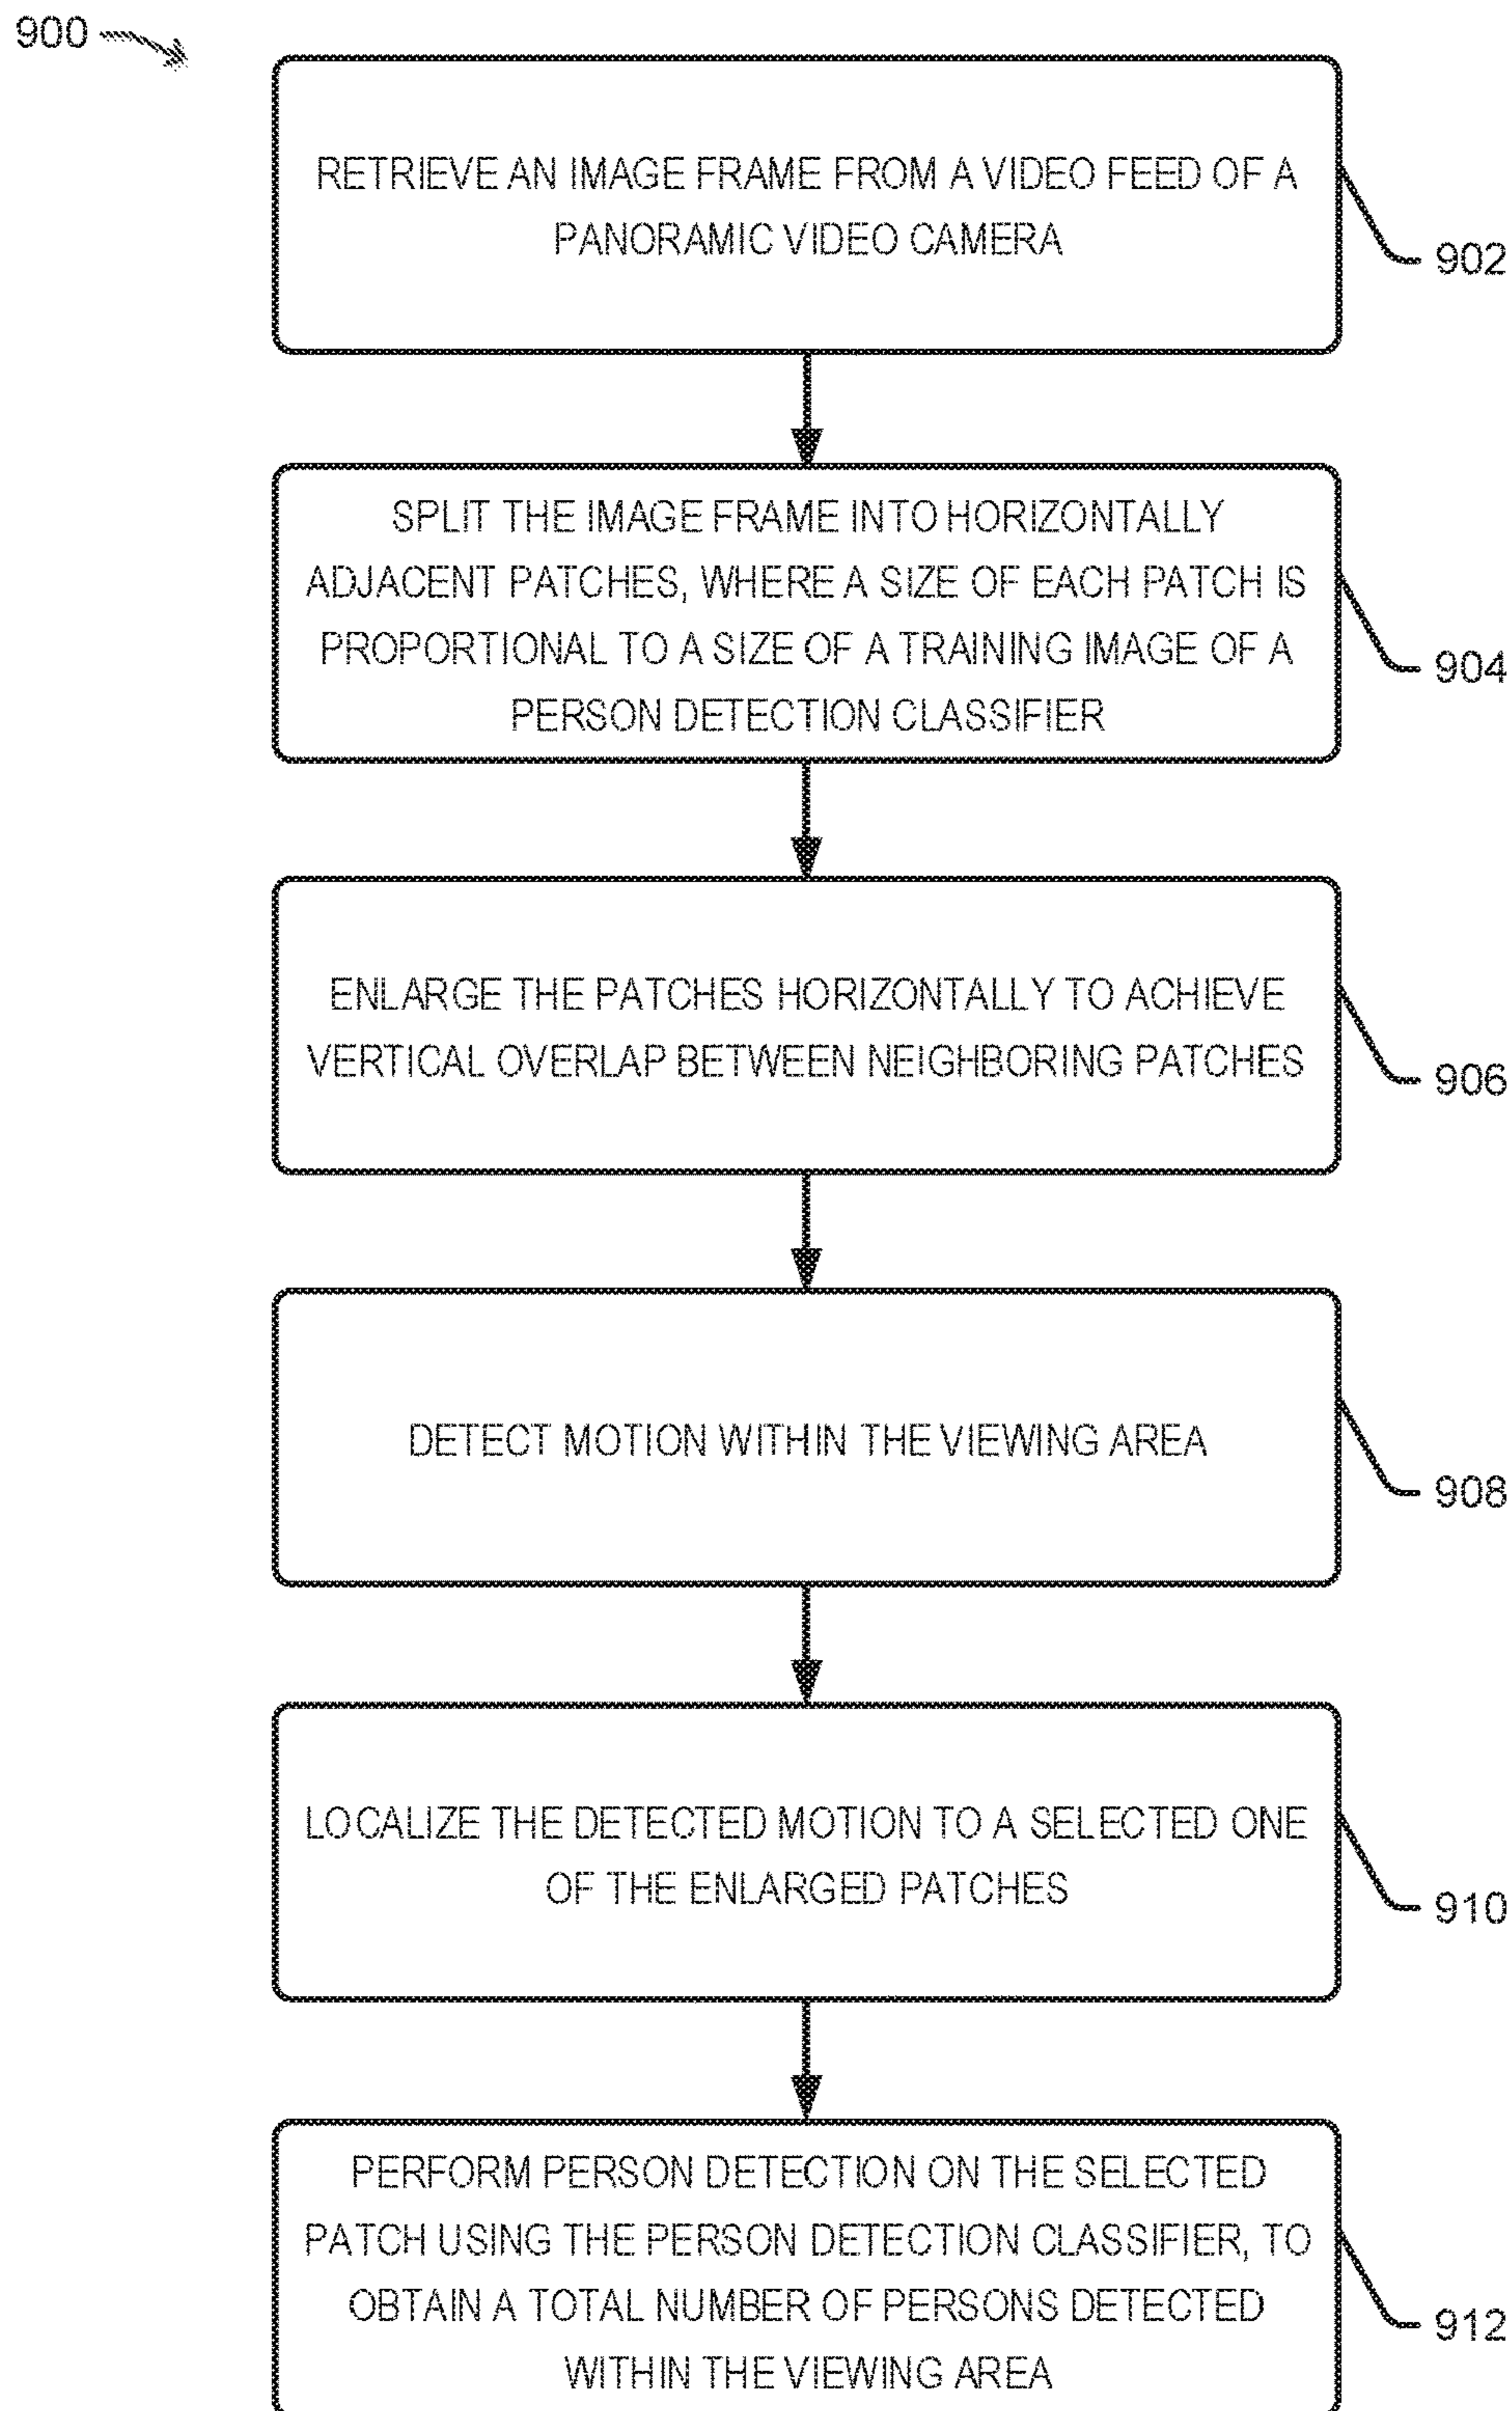 900
RETRIEVE AN IMAGE FRAME FROM A VIDEO FEED OF A
PANORAMIC VIDEO CAMERA
902
SPLIT THE IMAGE FRAME INTO HORIZONTALLY
ADJACENT PATCHES, WHERE A SIZE OF EACH PATCH IS
PROPORTIONAL TO A SIZE OF A TRAINING IMAGE OF A
PERSON DETECTION CLASSIFIER
904
ENLARGE THE PATCHES HORIZONTALLY TO ACHIEVE
VERTICAL OVERLAP BETWEEN NEIGHBORING PATCHES
906
DETECT MOTION WITHIN THE VIEWING AREA
908
LOCALIZE THE DETECTED MOTION TO A SELECTED ONE
OF THE ENLARGED PATCHES
910
PERFORM PERSON DETECTION ON THE SELECTED
PATCH USING THE PERSON DETECTION CLASSIFIER, TO
OBTAIN A TOTAL NUMBER OF PERSONS DETECTED
WITHIN THE VIEWING AREA
912